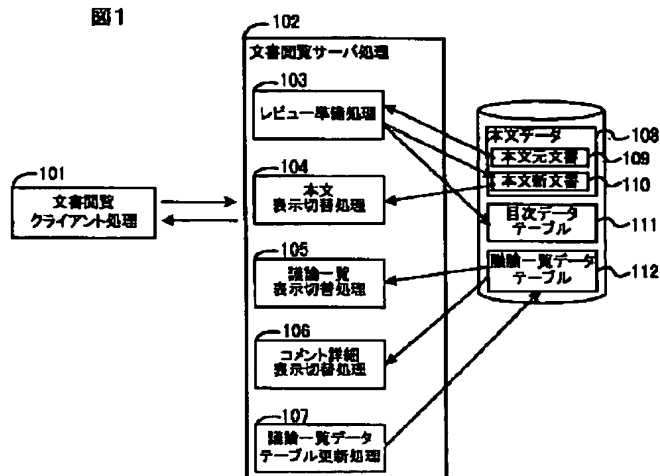 図1
102
文書閲覧サーバ処理
103
レビュー準備処理
108
本文データ
本文元文書
109
本文新文書
110
104
本文
表示切替処理
101
文書閲覧
クライアント処理
目次データ
テーブル
111
105
議論一覧
表示切替処理
議論一覧データ
テーブル
112
106
コメント詳細
表示切替処理
107
議論一覧データ
テーブル更新処理